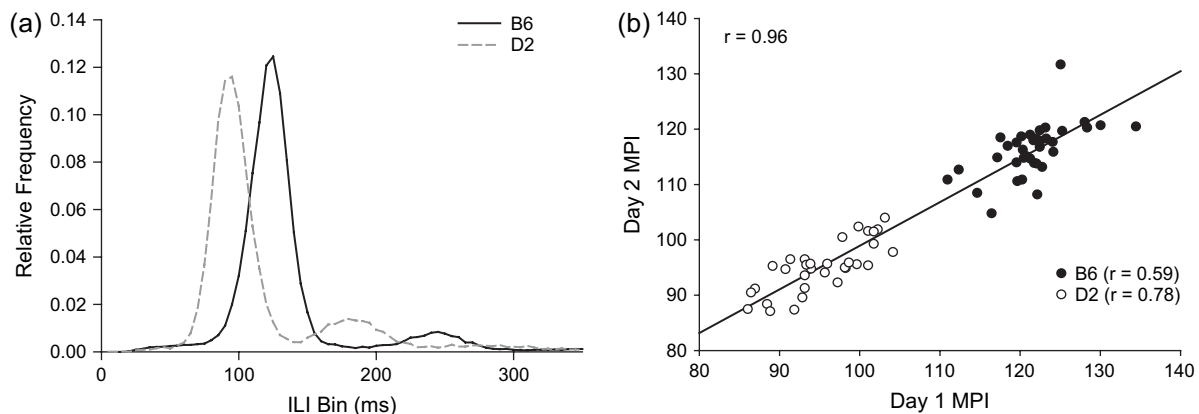 (a)
0.14
0.12
0.10
0.08
0.06
0.04
0.02
0.00
Relative Frequency
B6
D2
0 100 200 300
ILI Bin (ms)
(b)
140
130
120
110
100
90
80
Day 2 MPI
r = 0.96
B6 (r = 0.59)
D2 (r = 0.78)
80 90 100 110 120 130 140
Day 1 MPI